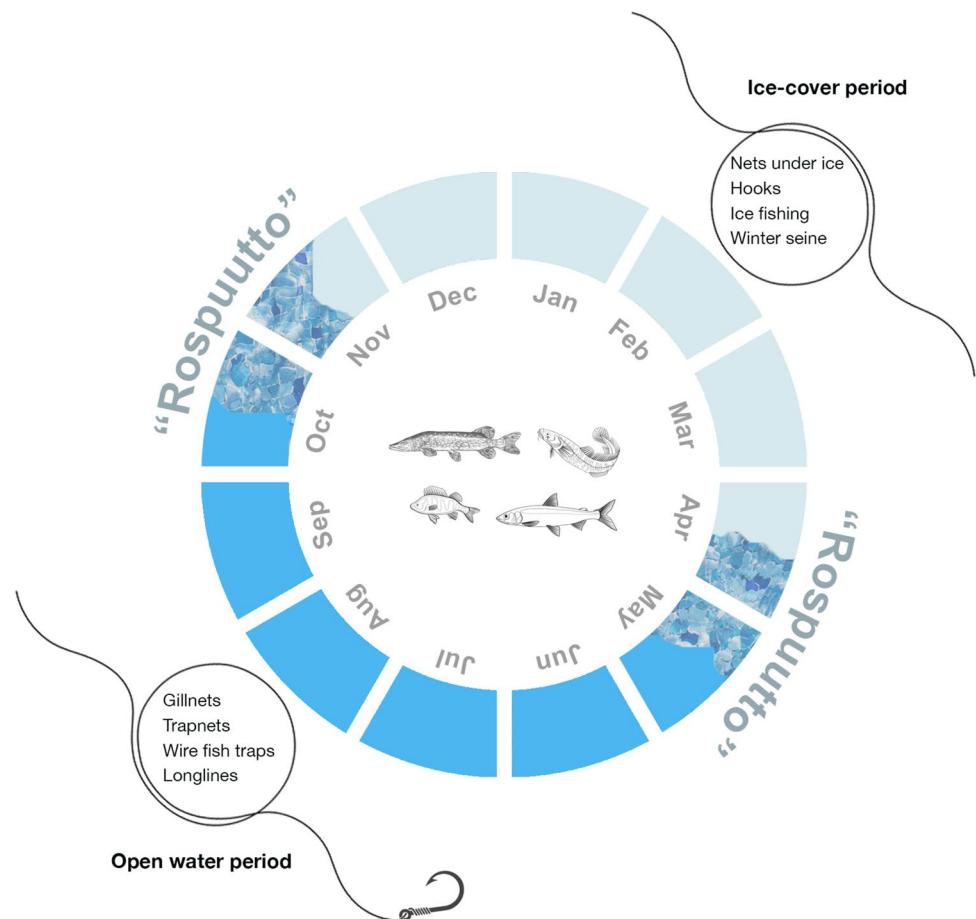 Ice-cover period
Nets under ice
Hooks
Ice fishing
Winter seine
“Rospuutto”
Jan
Feb
Mar
Apr
May
Jun
Jul
Aug
Sep
Oct
Nov
Dec
“Rospuutto”
Gillnets
Trapnets
Wire fish traps
Longlines
Open water period